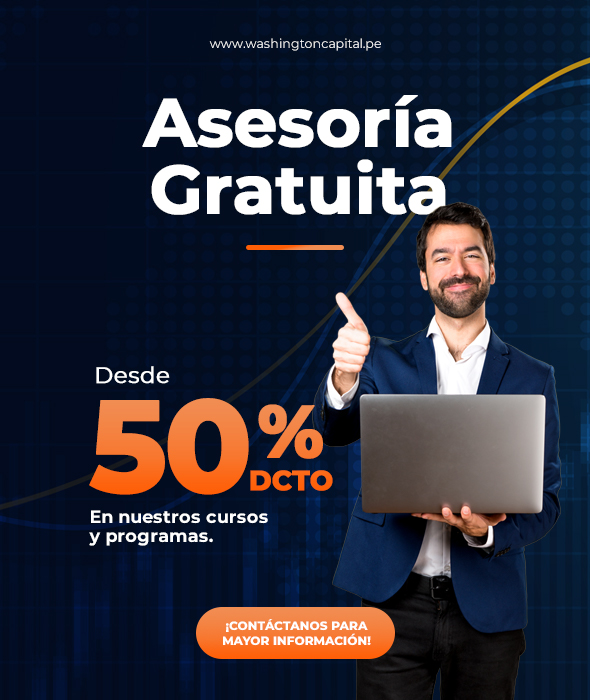 www.washingtoncapital.pe
Asesoría
Gratuita
Desde
50%
DCTO
En nuestros cursos
y programas.
¡CONTÁCTANOS PARA
MAYOR INFORMACIÓN!